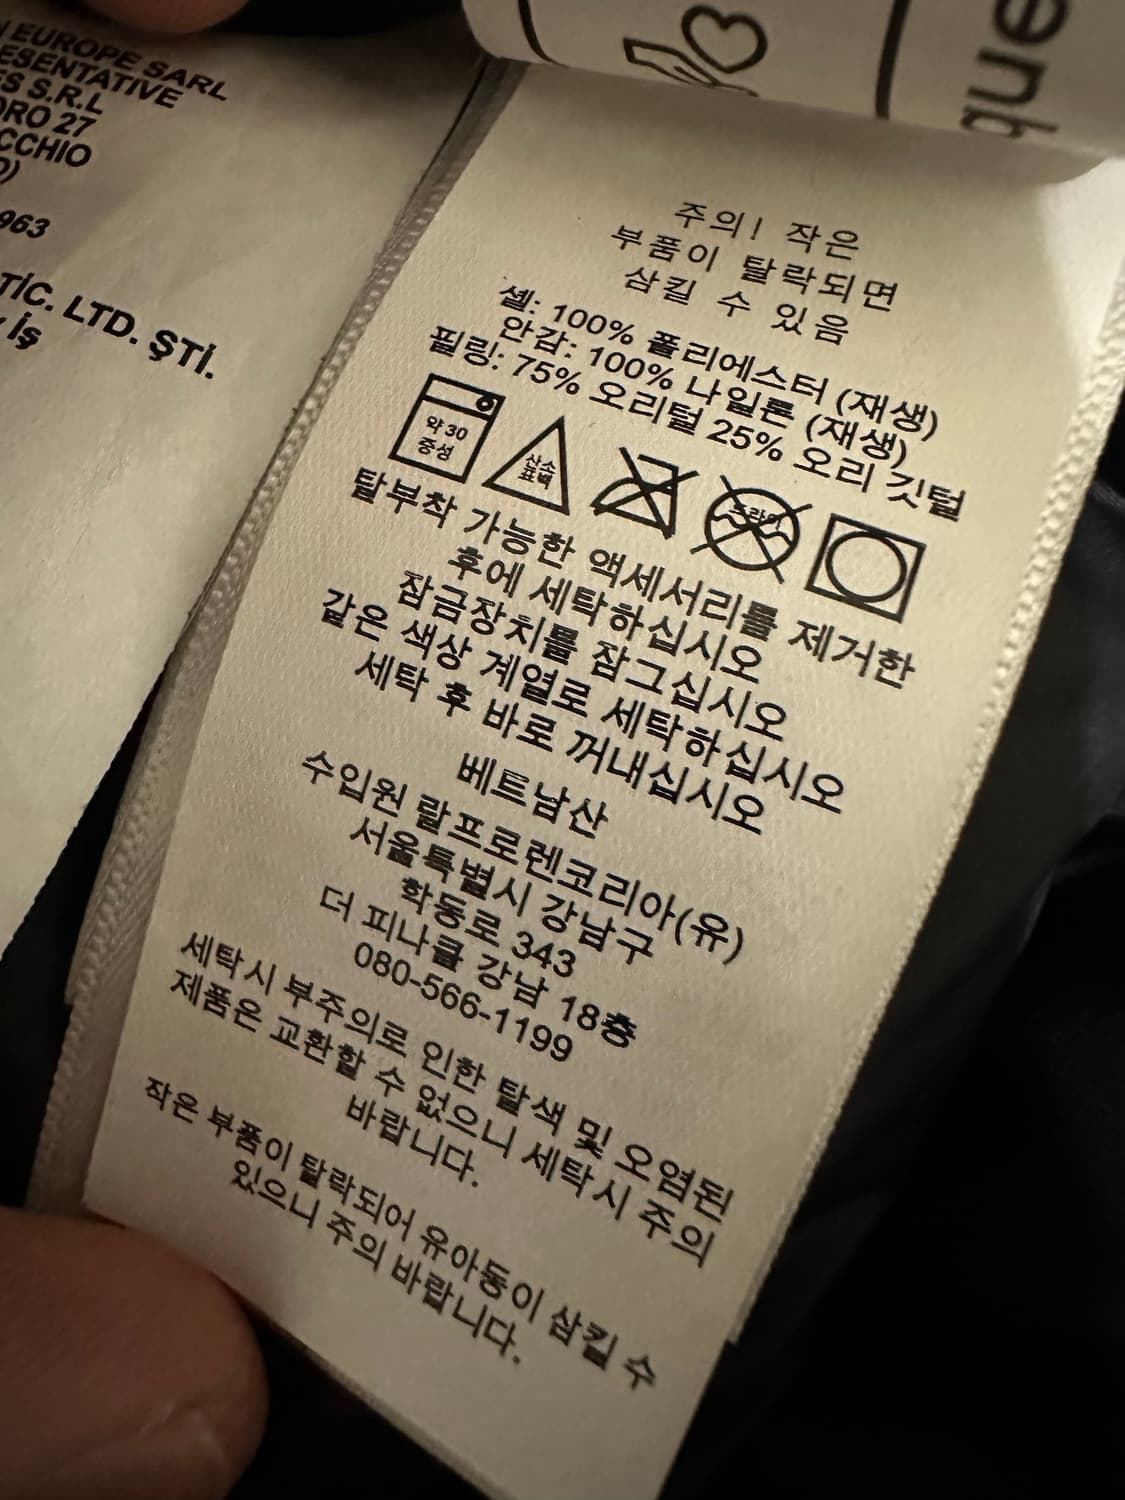 EUROPE SARL
ESENTATIVE
S S.R.L
ORO 27
CCHIO
963
TİC. LTD. ŞTİ.
İş
주의! 작은
부품이 탈락되면
삼킬 수 있음
셸: 100% 폴리에스터 (재생)
안감: 100% 나일론 (재생)
필링: 75% 오리털 25% 오리 깃털
약 30
중성
산소
표백
드라이
탈부착 가능한 액세서리를 제거한
후에 세탁하십시오
잠금장치를 잠그십시오
같은 색상 계열로 세탁하십시오
세탁 후 바로 꺼내십시오
베트남산
수입원 랄프로렌코리아(유)
서울특별시 강남구
학동로 343
더 피나클 강남 18층
080-566-1199
세탁시 부주의로 인한 탈색 및 오염된
제품은 교환할 수 없으니 세탁시 주의
바랍니다.
작은 부품이 탈락되어 유아동이 삼킬 수
있으니 주의 바랍니다.